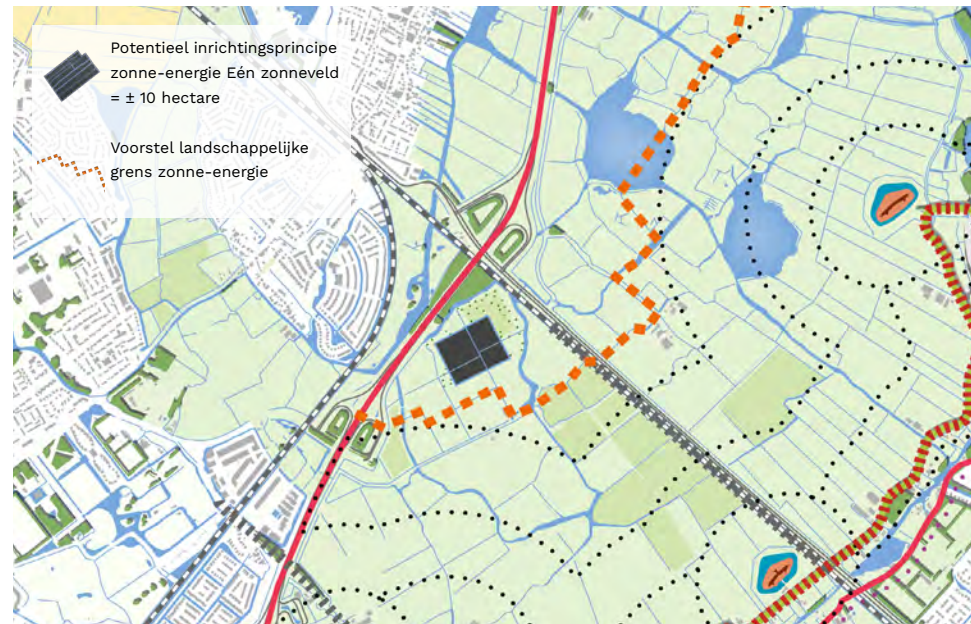 Potentieel inrichtingsprincipe
zonne-energie Eén zonneveld
= ± 10 hectare
Voorstel landschappelijke
grens zonne-energie